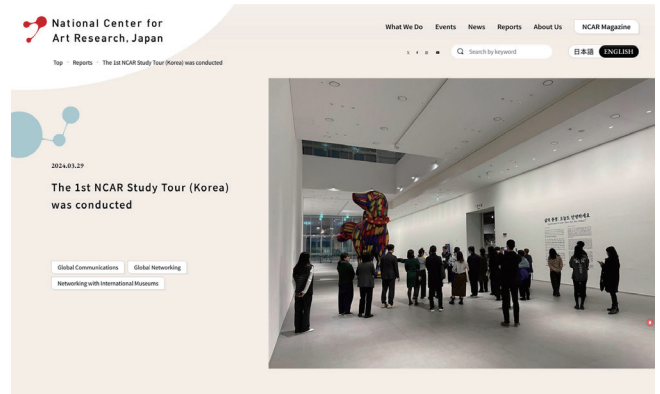 National Center for
Art Research, Japan
What We Do Events News Reports About Us NCAR Magazine
Search by keyword
日本語 ENGLISH
Top Reports The 1st NCAR Study Tour (Korea) was conducted
2024.03.29
The 1st NCAR Study Tour (Korea)
was conducted
Global Communications Global Networking
Networking with International Museums